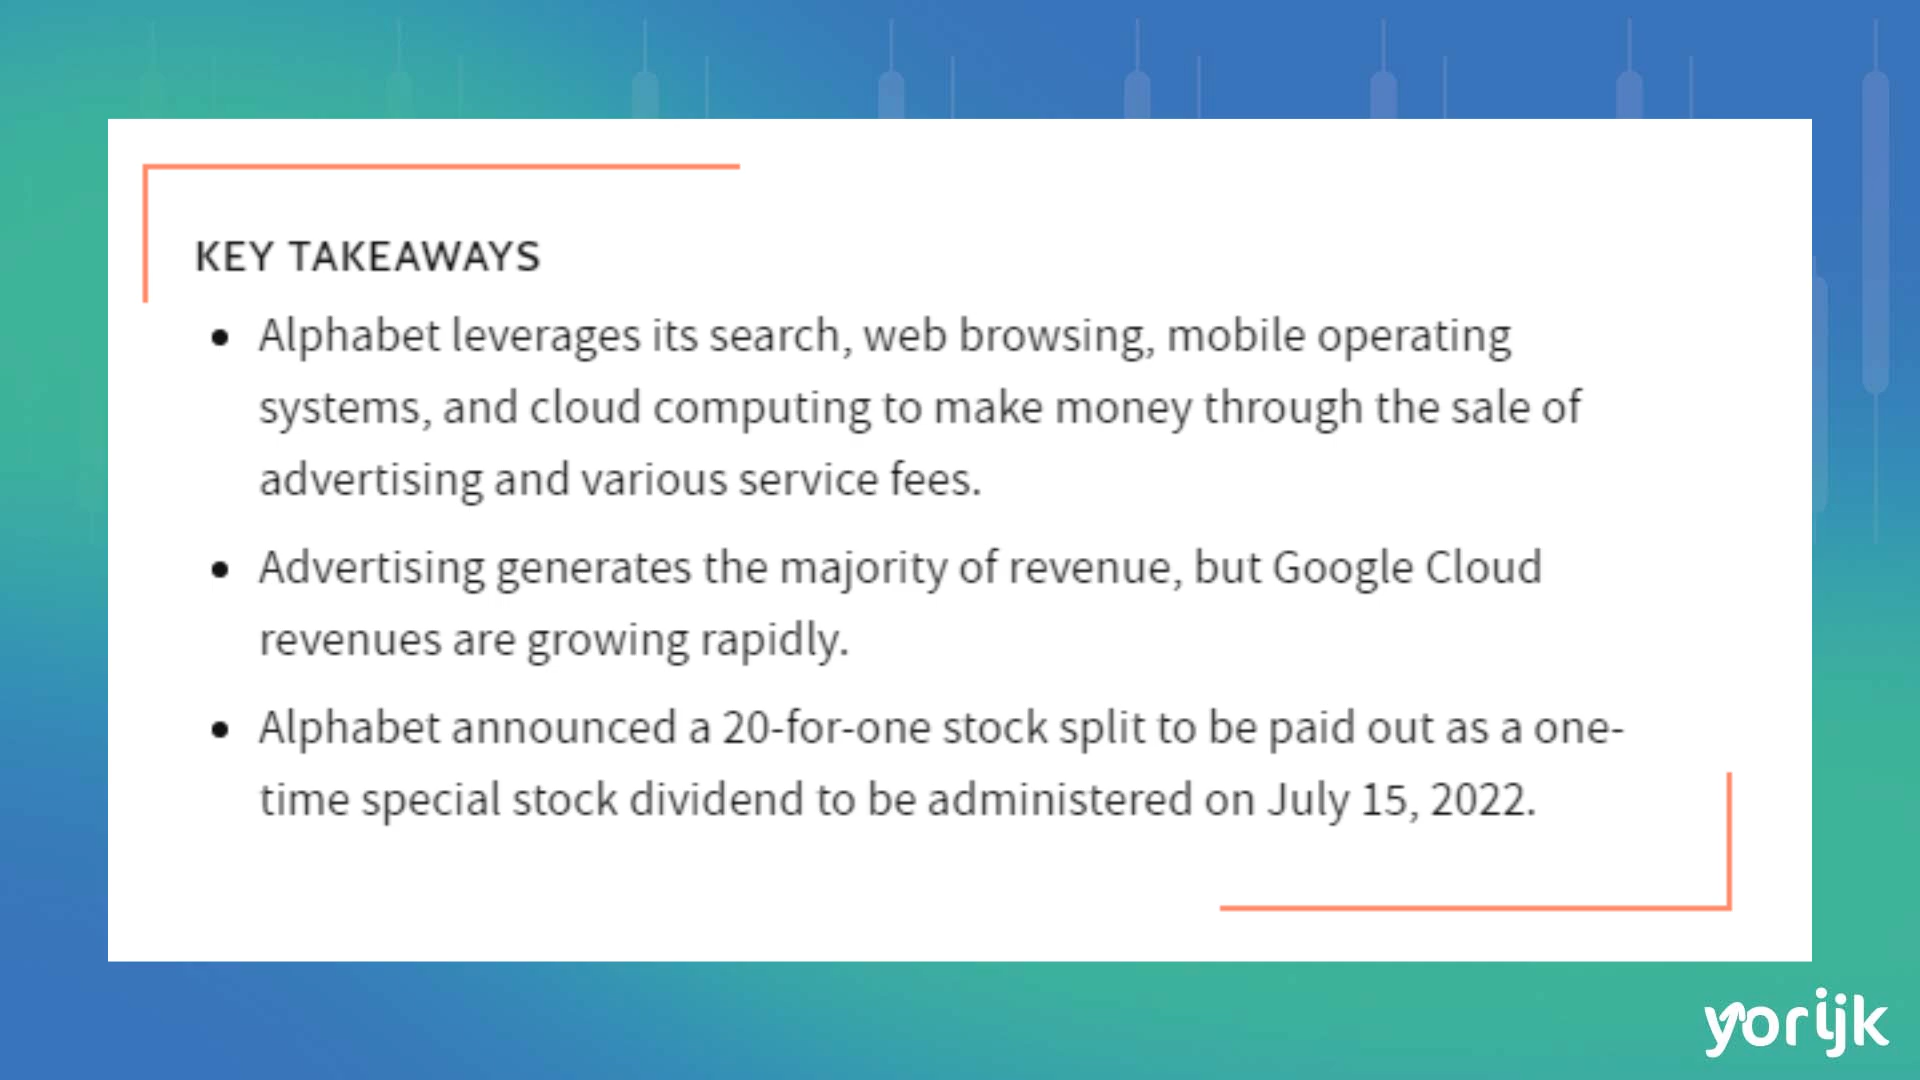 KEY TAKEAWAYS
• Alphabet leverages its search, web browsing, mobile operating
systems, and cloud computing to make money through the sale of
advertising and various service fees.
• Advertising generates the majority of revenue, but Google Cloud
revenues are growing rapidly.
• Alphabet announced a 20-for-one stock split to be paid out as a one-
time special stock dividend to be administered on July 15, 2022.
yorijk